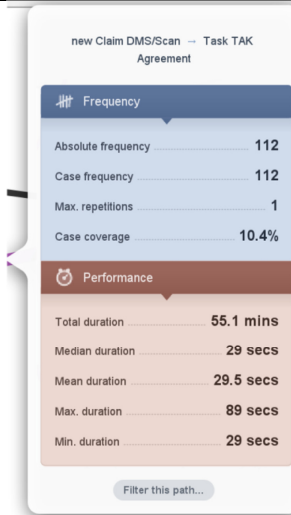 new Claim DMS/Scan → Task TAK
Agreement
Frequency
Absolute frequency 112
Case frequency 112
Max. repetitions 1
Case coverage 10.4%
Performance
Total duration 55.1 mins
Median duration 29 secs
Mean duration 29.5 secs
Max. duration 89 secs
Min. duration 29 secs
Filter this path...